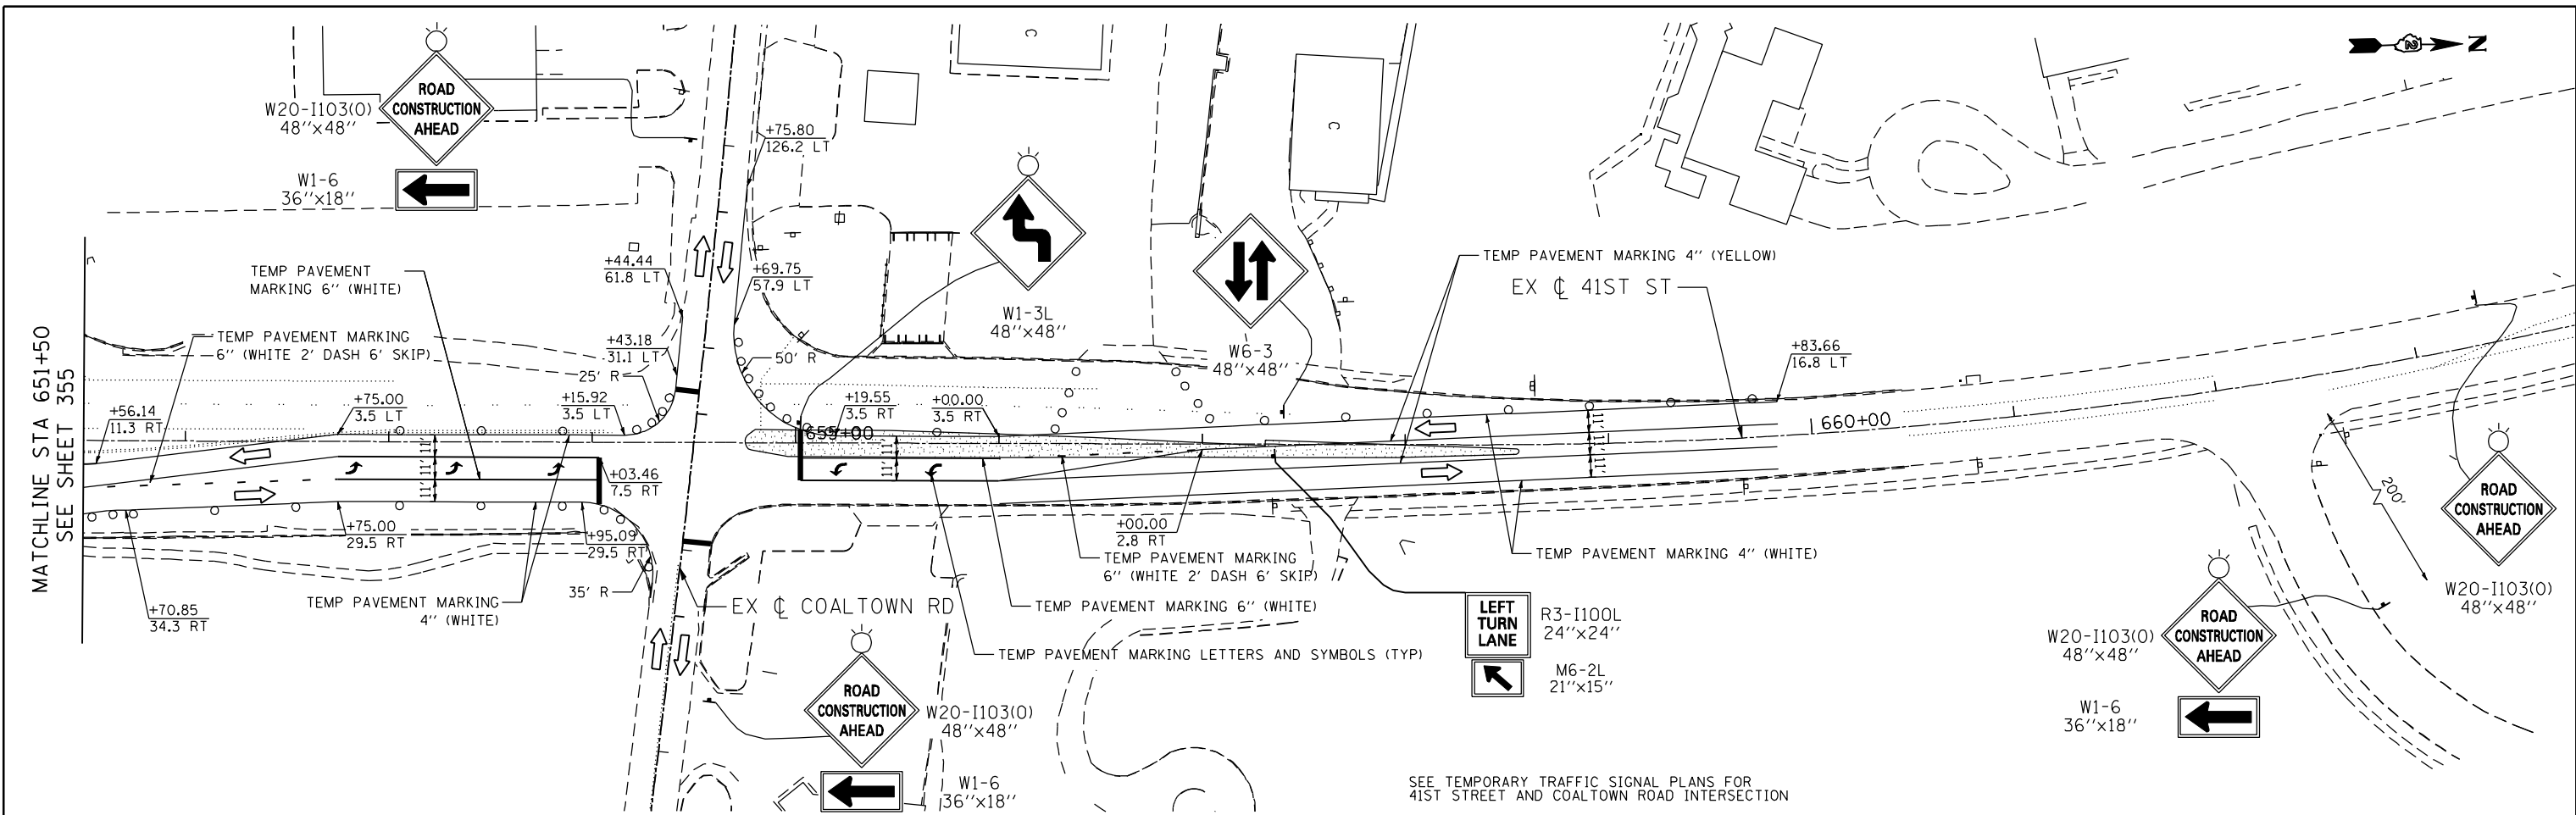 ROAD
CONSTRUCTION
AHEAD
W20-I103(O)
48''x48''
W1-6
36''x18''
N
+75.80
126.2 LT
+44.44
61.8 LT
+69.75
57.9 LT
W1-3L
48''x48''
W6-3
48''x48''
TEMP PAVEMENT MARKING 4'' (YELLOW)
EX ℄ 41ST ST
TEMP PAVEMENT
MARKING 6'' (WHITE)
TEMP PAVEMENT MARKING
6'' (WHITE 2' DASH 6' SKIP)
+43.18
31.1 LT
25' R
50' R
+83.66
16.8 LT
MATCHLINE STA 651+50
SEE SHEET 355
+56.14
11.3 RT
+75.00
3.5 LT
+15.92
3.5 LT
+19.55
3.5 RT
+00.00
3.5 RT
655+00
660+00
11' 11'
11'
11' 11'
11' 11' 11'
+03.46
7.5 RT
+75.00
29.5 RT
+95.09
29.5 RT
+70.85
34.3 RT
TEMP PAVEMENT MARKING
4'' (WHITE)
35' R
EX ℄ COALTOWN RD
+00.00
2.8 RT
TEMP PAVEMENT MARKING
6'' (WHITE 2' DASH 6' SKIP)
TEMP PAVEMENT MARKING 6'' (WHITE)
TEMP PAVEMENT MARKING LETTERS AND SYMBOLS (TYP)
TEMP PAVEMENT MARKING 4'' (WHITE)
LEFT
TURN
LANE
R3-I100L
24''x24''
M6-2L
21''x15''
200'
ROAD
CONSTRUCTION
AHEAD
W20-I103(O)
48''x48''
ROAD
CONSTRUCTION
AHEAD
W20-I103(O)
48''x48''
W1-6
36''x18''
ROAD
CONSTRUCTION
AHEAD
W20-I103(O)
48''x48''
W1-6
36''x18''
SEE TEMPORARY TRAFFIC SIGNAL PLANS FOR
41ST STREET AND COALTOWN ROAD INTERSECTION